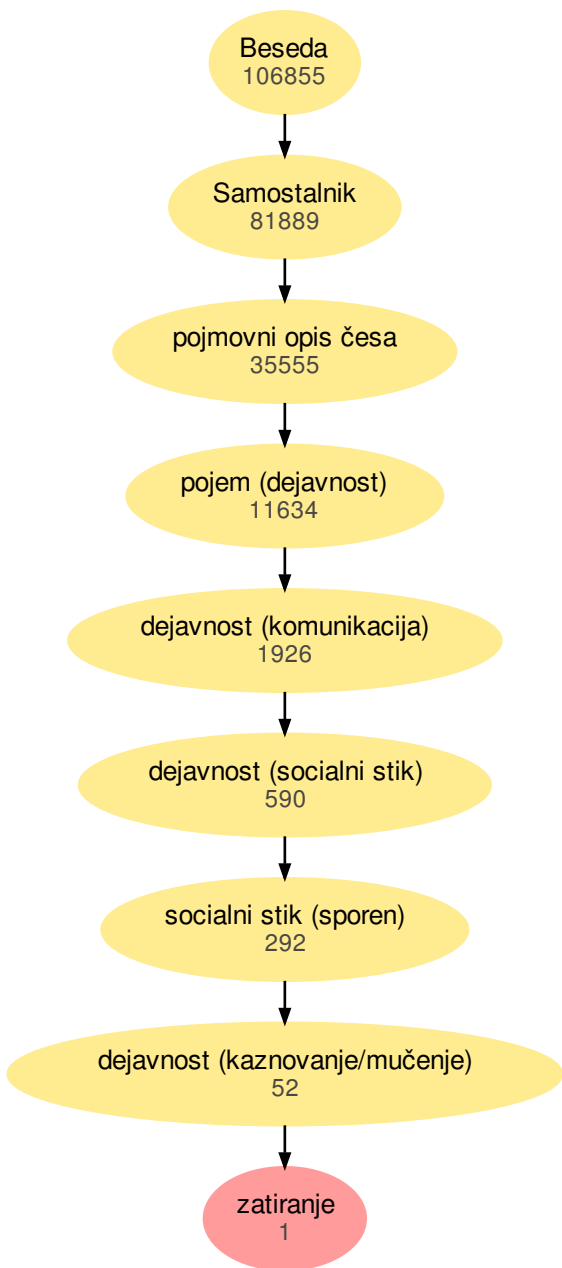 Beseda
106855
Samostalnik
81889
pojmovni opis česa
35555
pojem (dejavnost)
11634
dejavnost (komunikacija)
1926
dejavnost (socialni stik)
590
socialni stik (sporen)
292
dejavnost (kaznovanje/mučenje)
52
zatiranje
1